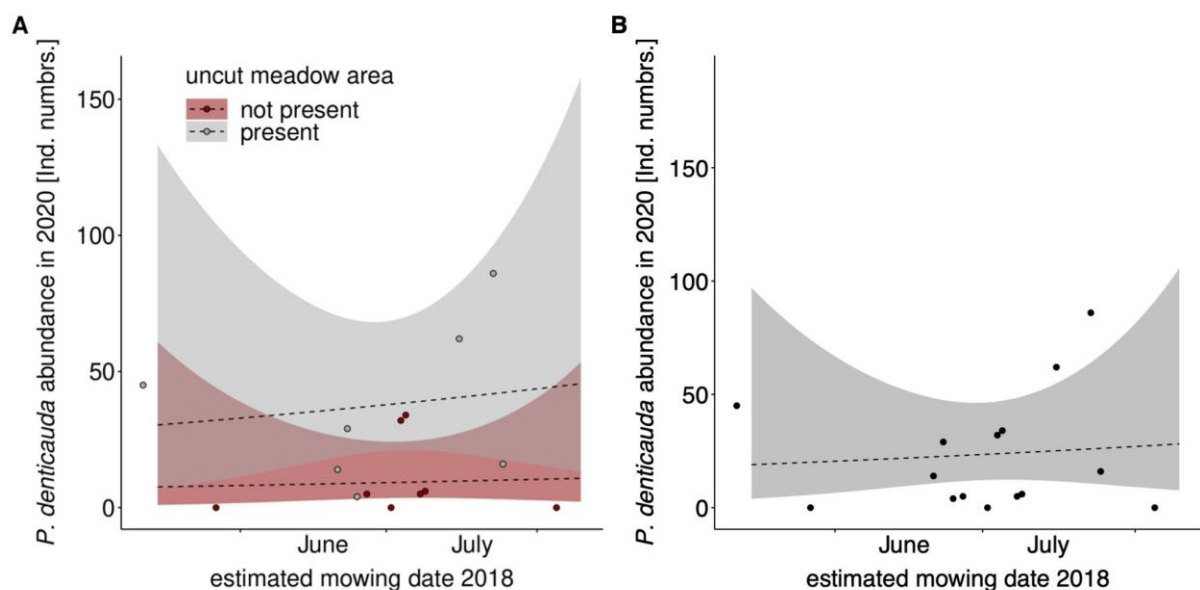 A
P. denticauda abundance in 2020 [Ind. numbrs.]
150
100
50
0
uncut meadow area
not present
present
June July
estimated mowing date 2018
B
P. denticauda abundance in 2020 [Ind. numbrs.]
150
100
50
0
June July
estimated mowing date 2018